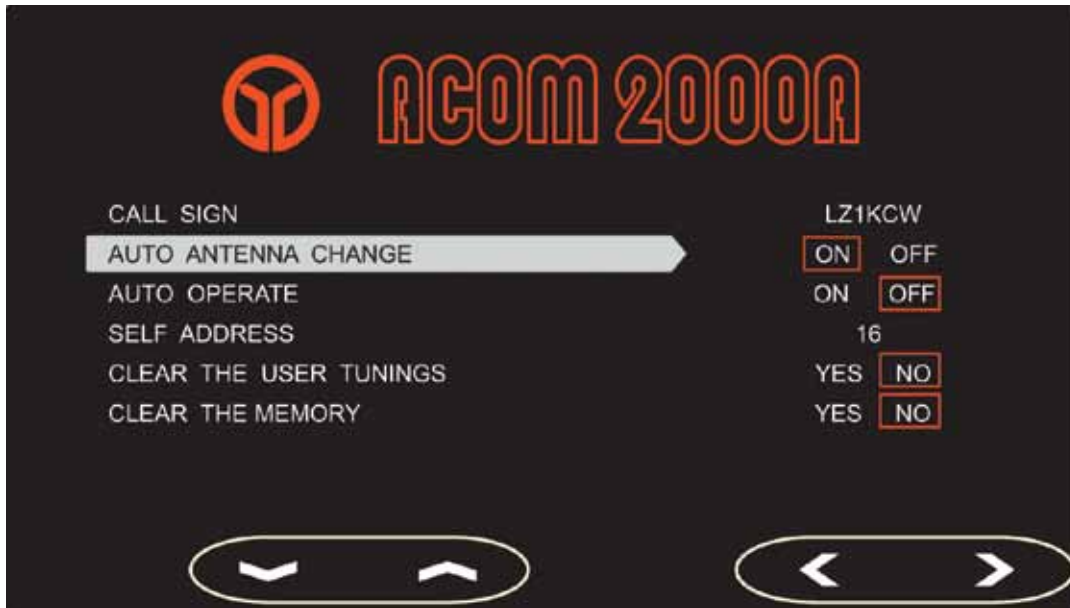 ACOM 2000A
CALL SIGN LZ1KCW
AUTO ANTENNA CHANGE ON OFF
AUTO OPERATE ON OFF
SELF ADDRESS 16
CLEAR THE USER TUNINGS YES NO
CLEAR THE MEMORY YES NO